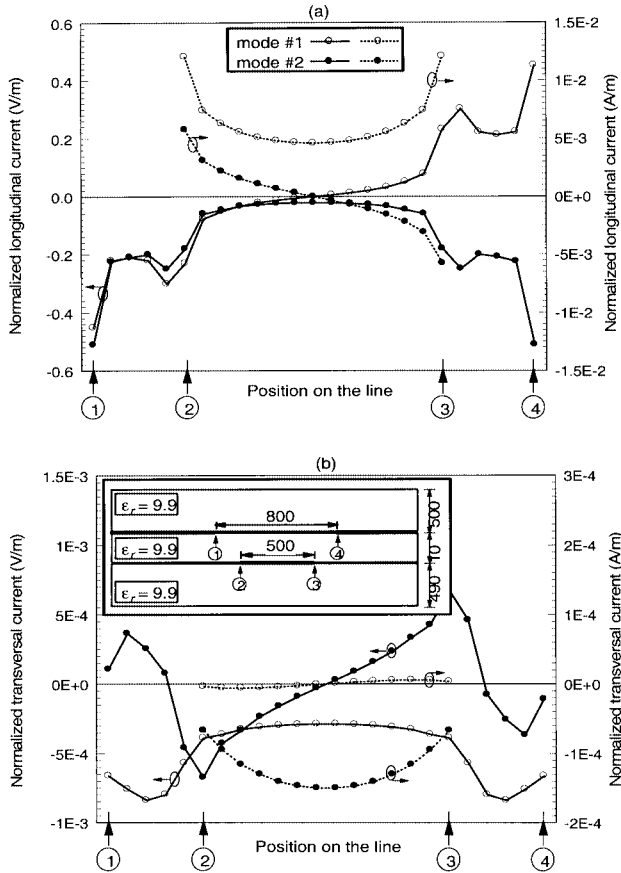 (a)
mode #1
mode #2
Normalized longitudinal current (V/m)
0.6
0.4
0.2
0.0
-0.2
-0.4
-0.6
1.5E-2
1E-2
5E-3
0E+0
-5E-3
-1E-2
-1.5E-2
Normalized longitudinal current (A/m)
Position on the line
1 2 3 4
(b)
Normalized transversal current (V/m)
1.5E-3
1E-3
5E-4
0E+0
-5E-4
-1E-3
3E-4
2E-4
1E-4
0E+0
-1E-4
-2E-4
Normalized transversal current (A/m)
εr = 9.9
800
500
εr = 9.9
1 4
10
500
2 3
εr = 9.9
490
Position on the line
1 2 3 4